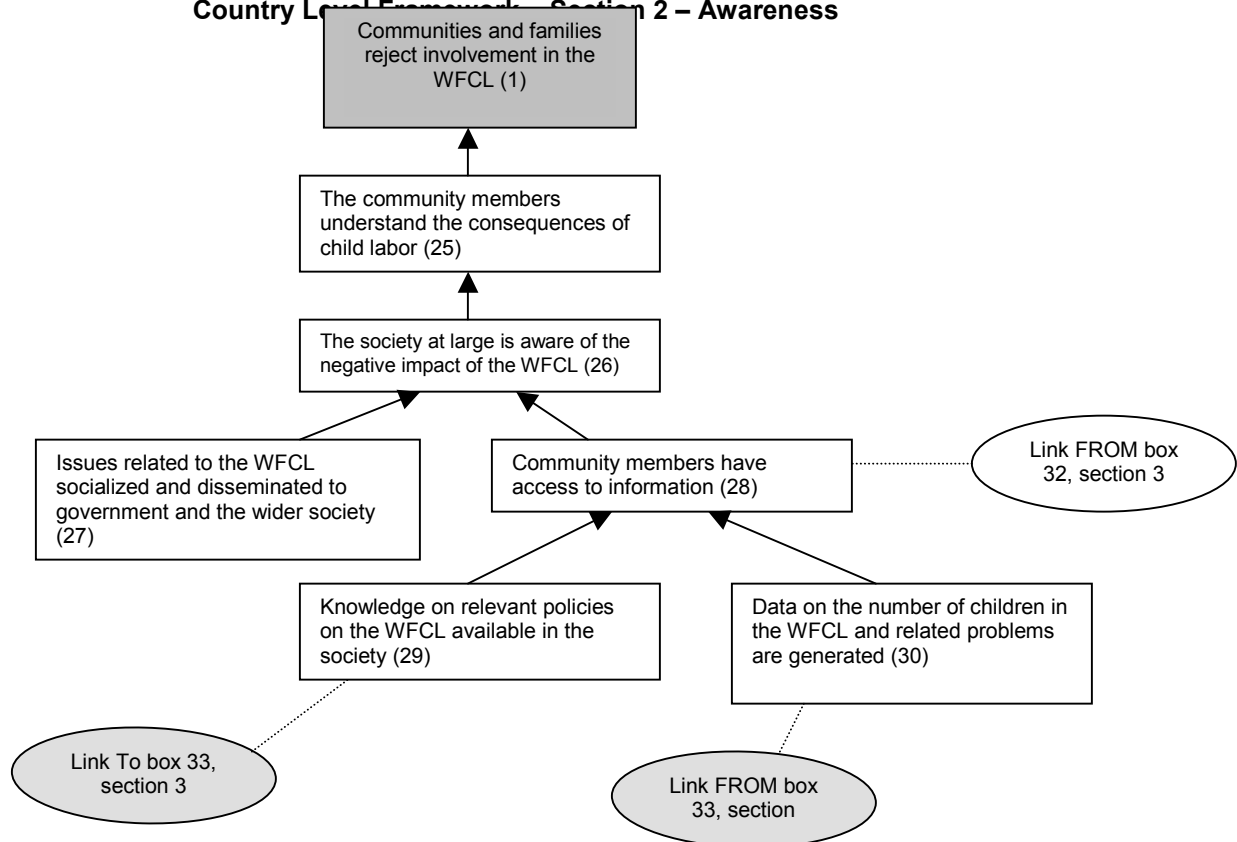 Country Level Framework – Section 2 – Awareness
Communities and families
reject involvement in the
WFCL (1)
The community members
understand the consequences of
child labor (25)
The society at large is aware of the
negative impact of the WFCL (26)
Issues related to the WFCL
socialized and disseminated to
government and the wider society
(27)
Community members have
access to information (28)
Link FROM box
32, section 3
Knowledge on relevant policies
on the WFCL available in the
society (29)
Data on the number of children in
the WFCL and related problems
are generated (30)
Link To box 33,
section 3
Link FROM box
33, section